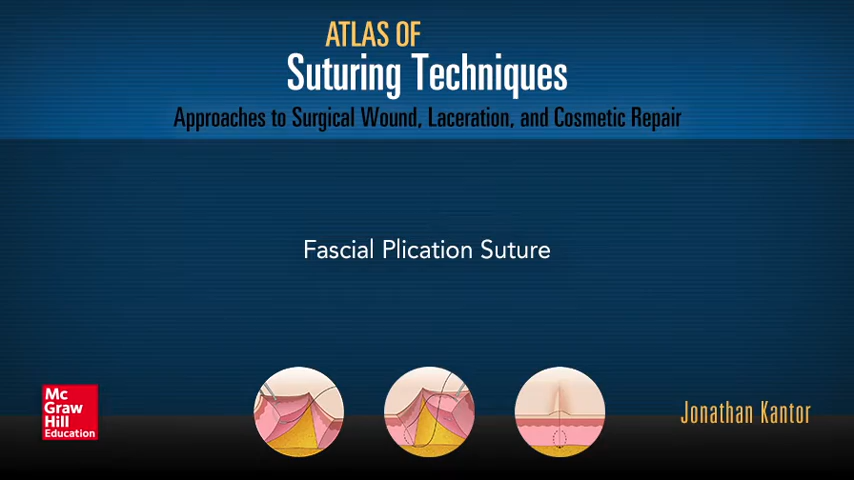 ATLAS OF
Suturing Techniques
Approaches to Surgical Wound, Laceration, and Cosmetic Repair
Fascial Plication Suture
Mc
Graw
Hill
Education
Jonathan Kantor